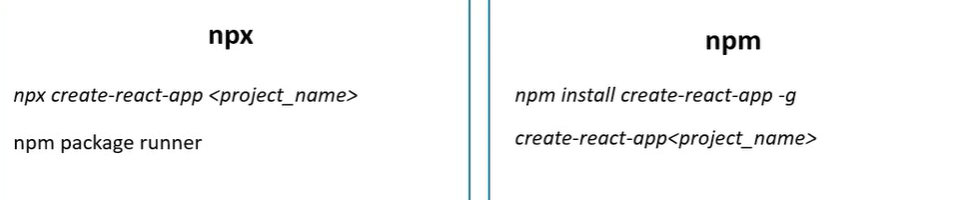 npx
npx create-react-app <project_name>
npm package runner
npm
npm install create-react-app -g
create-react-app<project_name>